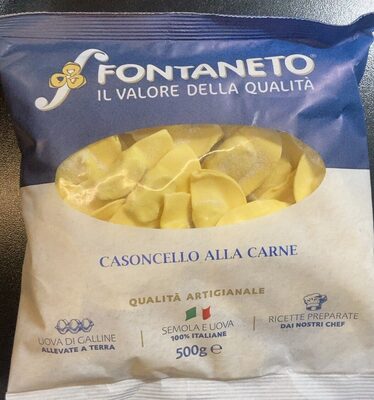 FONTANETO
IL VALORE DELLA QUALITÀ
CASONCELLO ALLA CARNE
QUALITÀ ARTIGIANALE
UOVA DI GALLINE
ALLEVATE A TERRA
SEMOLA E UOVA
100% ITALIANE
RICETTE PREPARATE
DAI NOSTRI CHEF
500g ℮